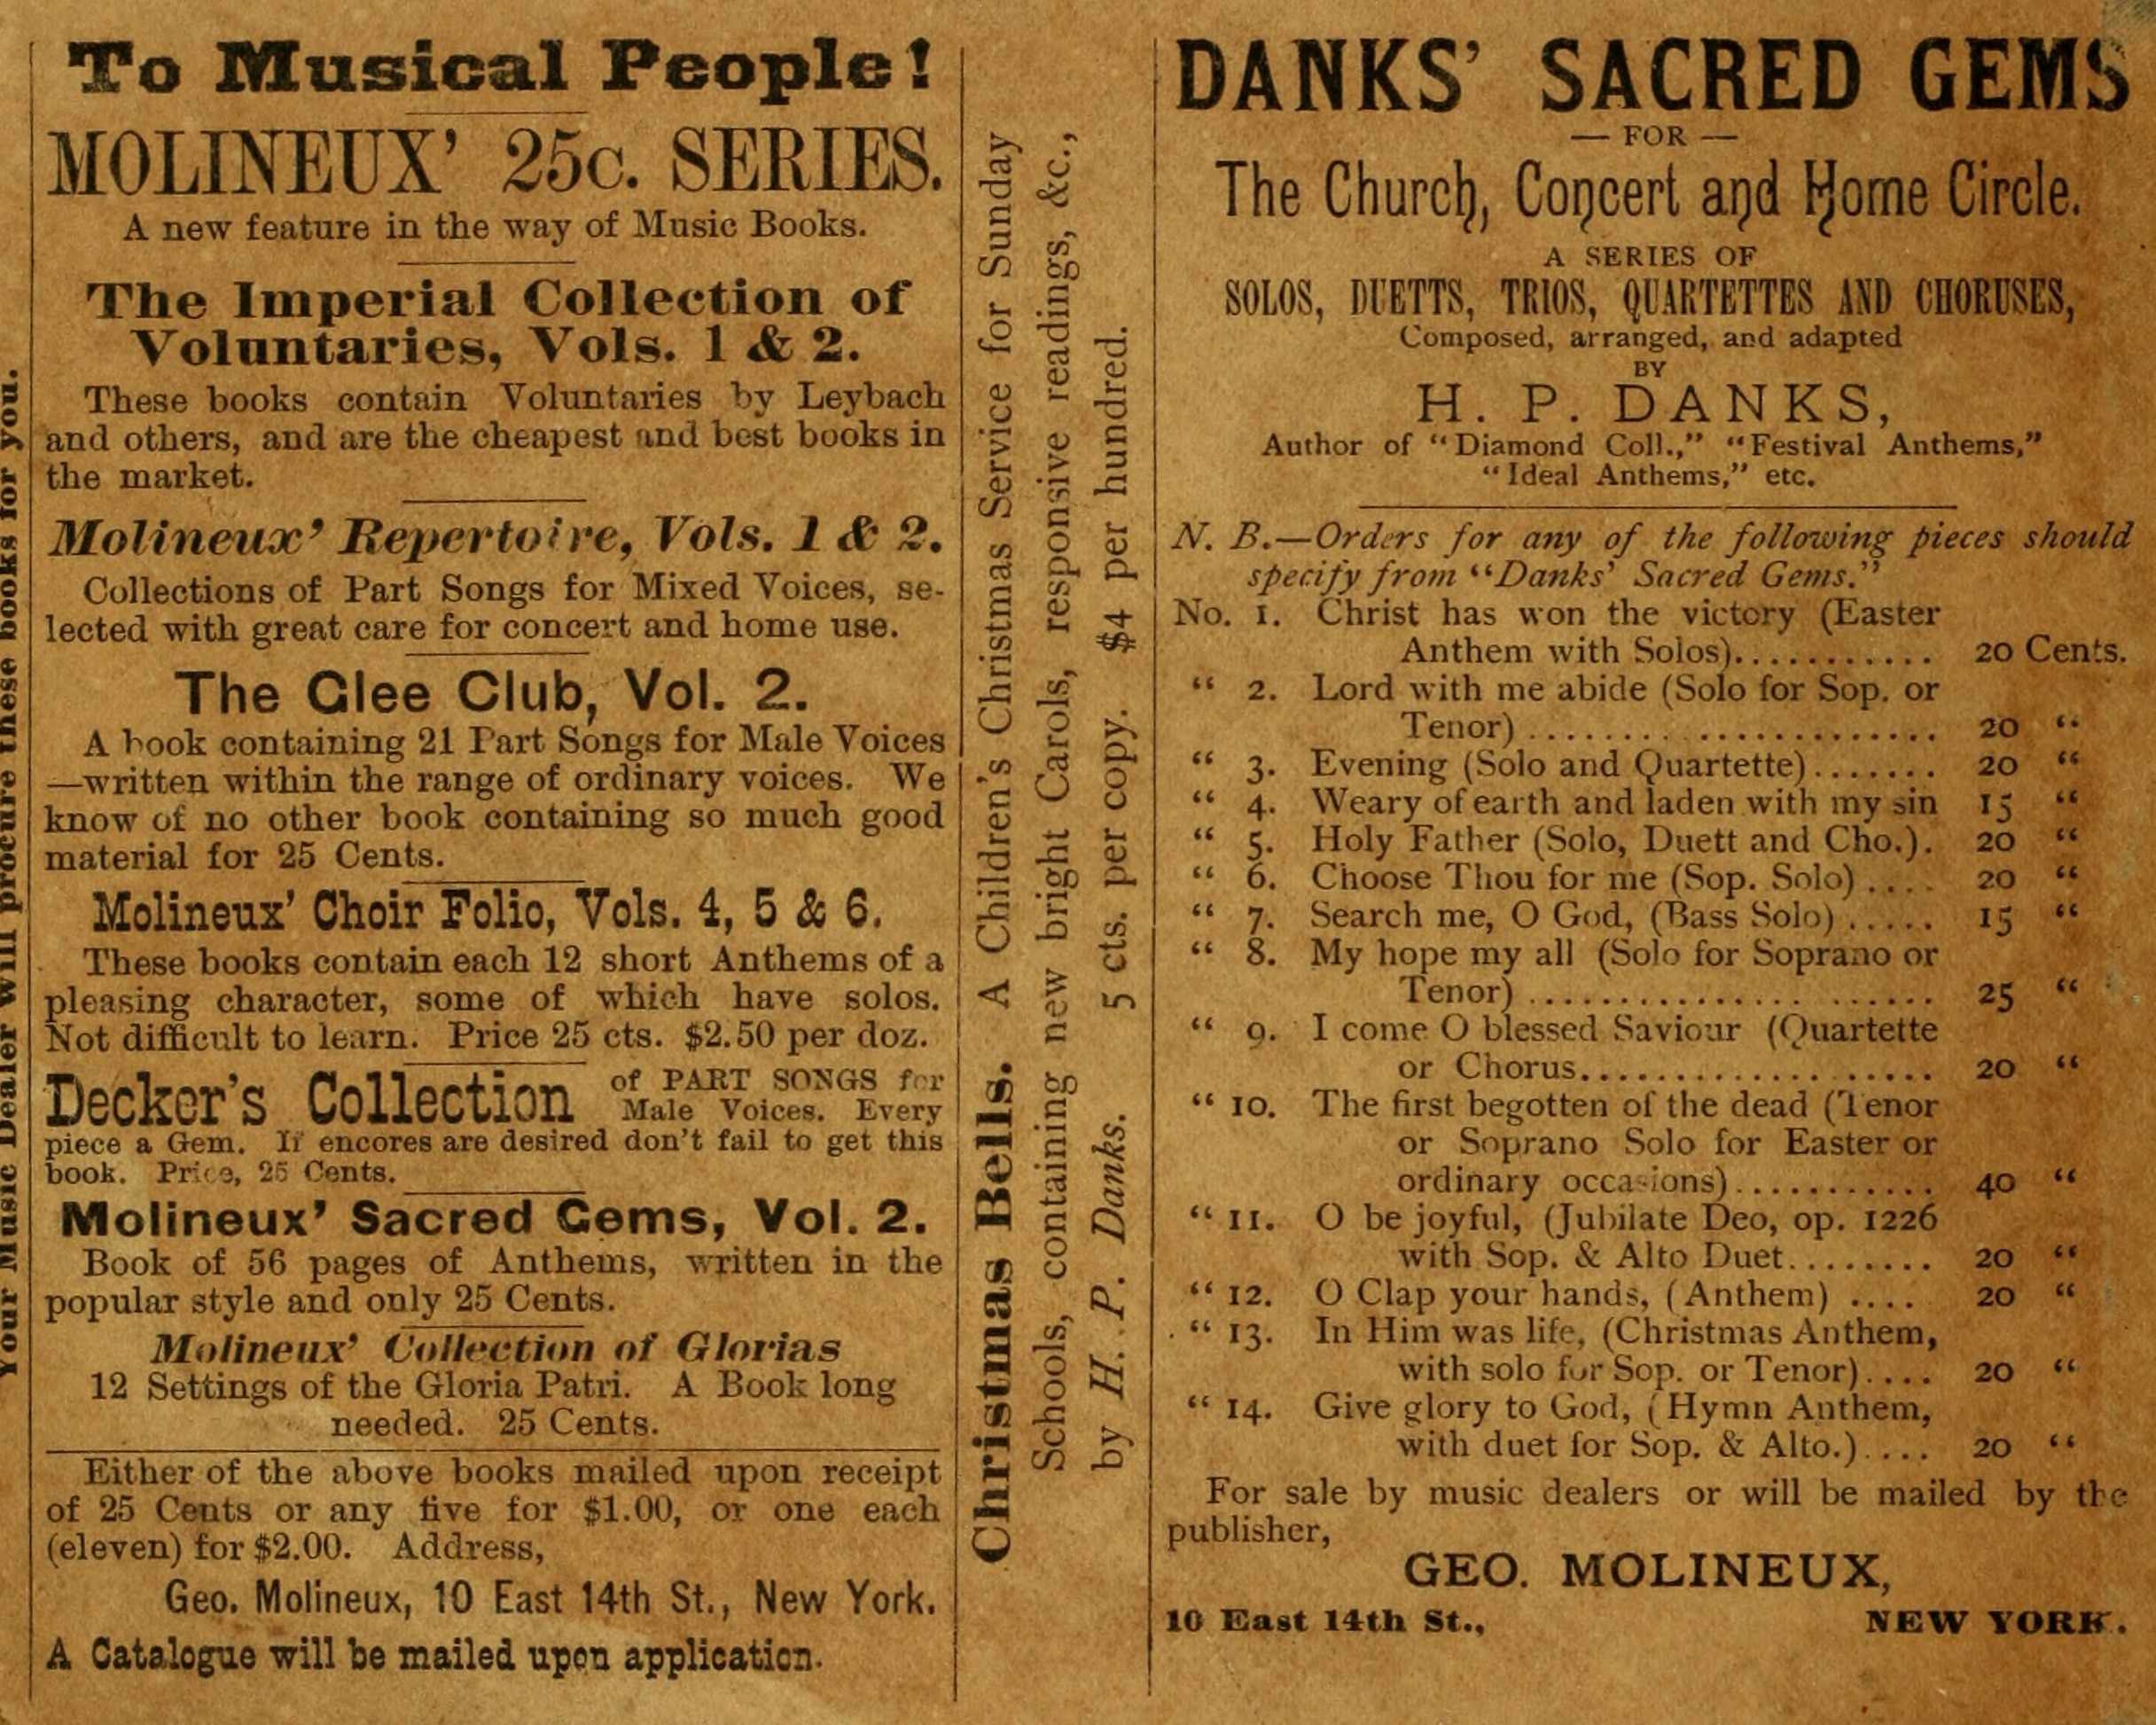 Your Music Dealer will procure these books for you.
To Musical People!
MOLINEUX' 25c. SERIES.
A new feature in the way of Music Books.
The Imperial Collection of
Voluntaries, Vols. 1 & 2.
These books contain Voluntaries by Leybach
and others, and are the cheapest and best books in
the market.
Molineux' Repertoire, Vols. 1 & 2.
Collections of Part Songs for Mixed Voices, se-
lected with great care for concert and home use.
The Glee Club, Vol. 2.
A book containing 21 Part Songs for Male Voices
—written within the range of ordinary voices. We
know of no other book containing so much good
material for 25 Cents.
Molineux' Choir Folio, Vols. 4, 5 & 6.
These books contain each 12 short Anthems of a
pleasing character, some of which have solos.
Not difficult to learn. Price 25 cts. $2.50 per doz.
Decker's Collection of PART SONGS for
Male Voices. Every
piece a Gem. If encores are desired don't fail to get this
book. Price, 25 Cents.
Molineux' Sacred Gems, Vol. 2.
Book of 56 pages of Anthems, written in the
popular style and only 25 Cents.
Molineux' Collection of Glorias
12 Settings of the Gloria Patri. A Book long
needed. 25 Cents.
Either of the above books mailed upon receipt
of 25 Cents or any five for $1.00, or one each
(eleven) for $2.00. Address,
Geo. Molineux, 10 East 14th St., New York.
A Catalogue will be mailed upon application.
Christmas Bells. A Children's Christmas Service for Sunday
Schools, containing new bright Carols, responsive readings, &c.,
by H. P. Danks. 5 cts. per copy. $4 per hundred.
DANKS' SACRED GEMS
— FOR —
The Church, Concert and Home Circle.
A SERIES OF
SOLOS, DUETTS, TRIOS, QUARTETTES AND CHORUSES,
Composed, arranged, and adapted
BY
H. P. DANKS,
Author of "Diamond Coll.," "Festival Anthems,"
"Ideal Anthems," etc.
N. B.—Orders for any of the following pieces should
specify from "Danks' Sacred Gems."
No. 1. Christ has won the victory (Easter
Anthem with Solos)........... 20 Cents.
" 2. Lord with me abide (Solo for Sop. or
Tenor) ........ ................ 20 "
" 3. Evening (Solo and Quartette)....... 20 "
" 4. Weary of earth and laden with my sin 15 "
" 5. Holy Father (Solo, Duett and Cho.). 20 "
" 6. Choose Thou for me (Sop. Solo) .... 20 "
" 7. Search me, O God, (Bass Solo) ..... 15 "
" 8. My hope my all (Solo for Soprano or
Tenor) ................. ...... 25 "
" 9. I come O blessed Saviour (Quartette
or Chorus.................... 20 "
" 10. The first begotten of the dead (Tenor
or Soprano Solo for Easter or
ordinary occasions)........... 40 "
" 11. O be joyful, (Jubilate Deo, op. 1226
with Sop. & Alto Duet........ 20 "
" 12. O Clap your hands, (Anthem) .... 20 "
" 13. In Him was life, (Christmas Anthem,
with solo for Sop. or Tenor).... 20 "
" 14. Give glory to God, (Hymn Anthem,
with duet for Sop. & Alto.).... 20 "
For sale by music dealers or will be mailed by the
publisher,
GEO. MOLINEUX,
10 East 14th St., NEW YORK.